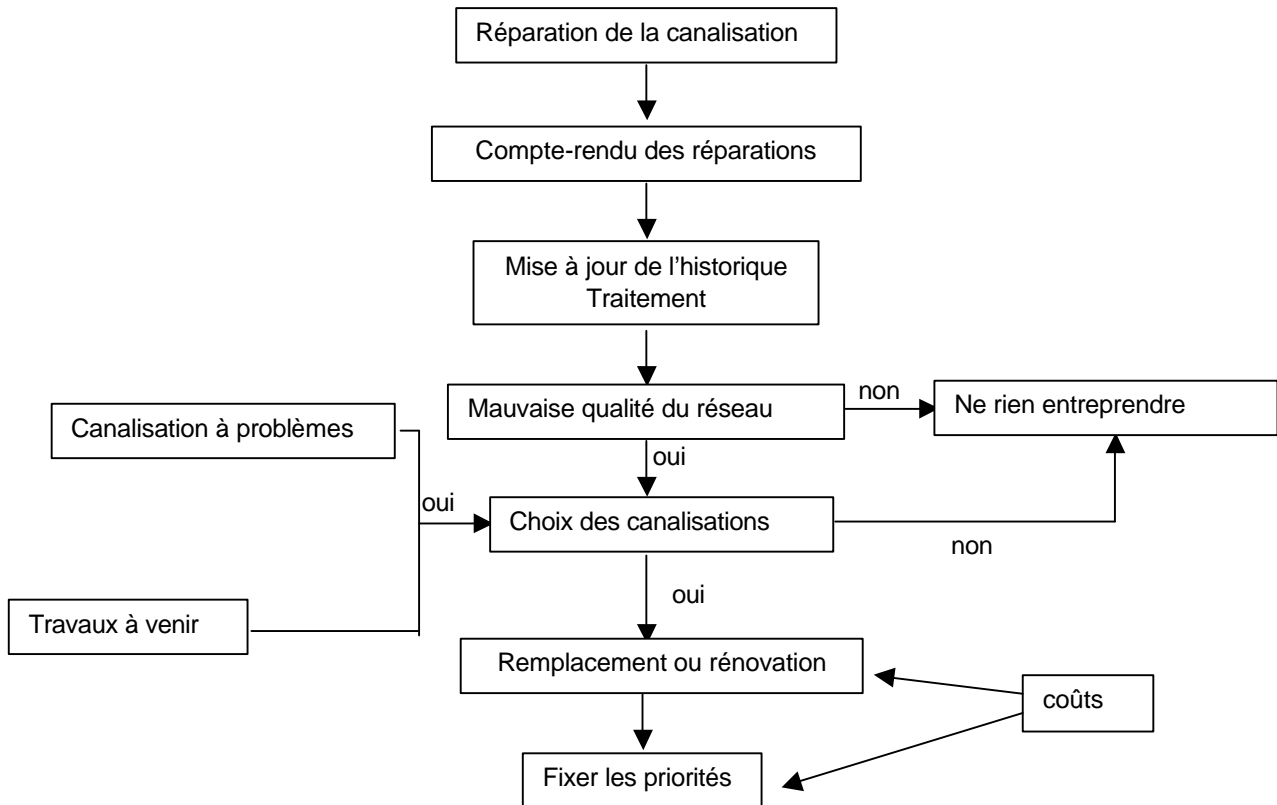 Réparation de la canalisation
Compte-rendu des réparations
Mise à jour de l'historique
Traitement
Mauvaise qualité du réseau
non
Ne rien entreprendre
Canalisation à problèmes
oui
oui
Choix des canalisations
non
oui
Travaux à venir
Remplacement ou rénovation
coûts
Fixer les priorités